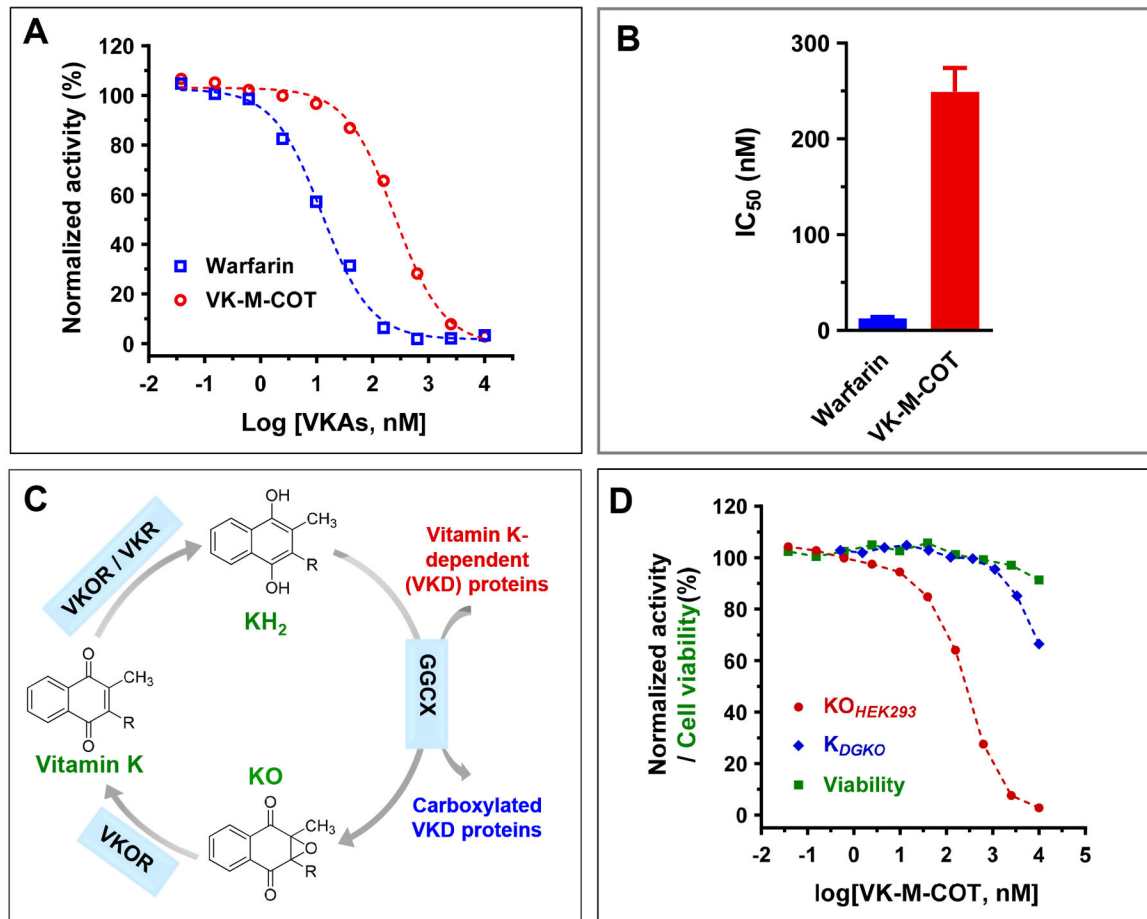 A
Normalized activity (%)
120
100
80
60
40
20
0
Warfarin
VK-M-COT
-2 -1 0 1 2 3 4 5
Log [VKAs, nM]
B
IC50 (nM)
300
200
100
0
Warfarin
VK-M-COT
C
VKOR / VKR
OH
CH3
R
OH
KH2
Vitamin K-
dependent
(VKD) proteins
GGCX
O
CH3
R
O
Vitamin K
KO
O
CH3
O
R
O
Carboxylated
VKD proteins
VKOR
D
Normalized activity
/ Cell viability(%)
120
100
80
60
40
20
0
KOHEK293
KDGKO
Viability
-2 -1 0 1 2 3 4 5
log[VK-M-COT, nM]